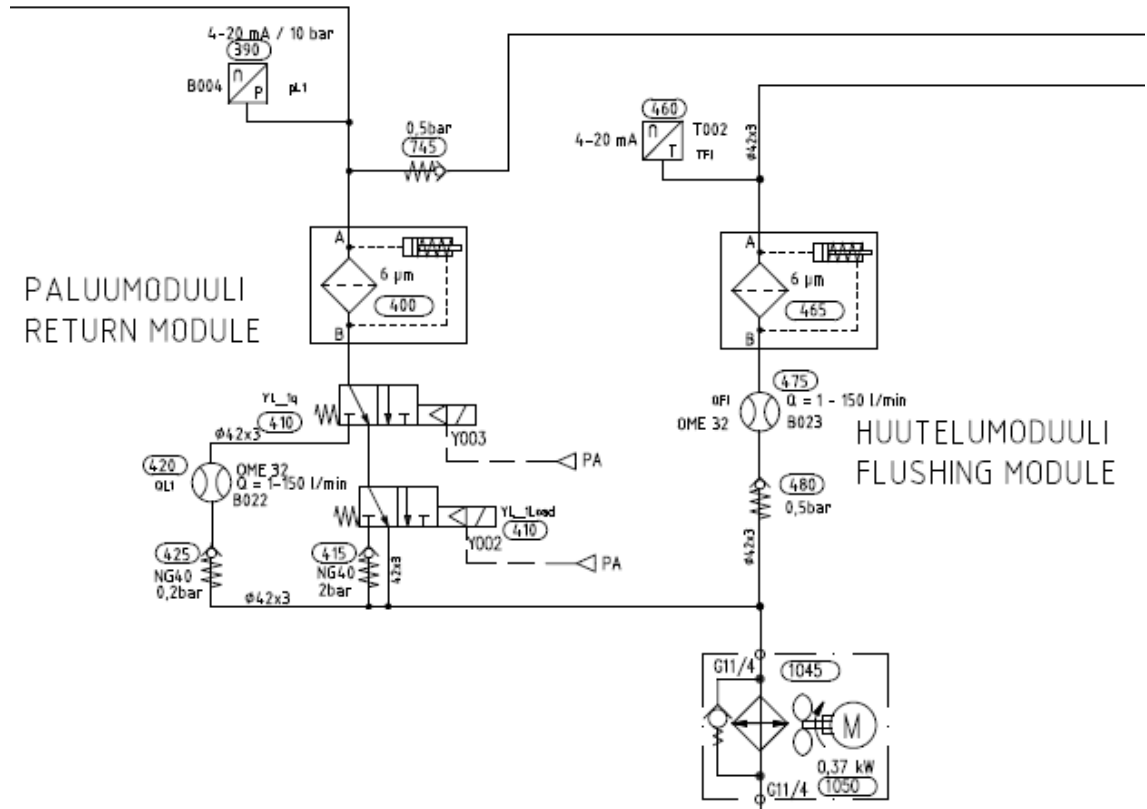 4-20 mA / 10 bar
390
B004
n
P
pL1
0,5bar
745
460
4-20 mA
n
T
T002
TFI
ø42x3
A
6 µm
400
B
A
6 µm
465
B
PALUUMODUULI
RETURN MODULE
YL_1q
410
Y003
PA
ø42x3
420
QL1
OME 32
Q = 1-150 l/min
B022
YL_1Load
410
Y002
PA
425
NG40
0,2bar
415
NG40
2bar
42x3
ø42x3
475
QFI
Q = 1 - 150 l/min
OME 32
B023
HUUTELUMODUULI
FLUSHING MODULE
480
0,5bar
ø42x3
G11/4
1045
M
0,37 kW
G11/4
1050